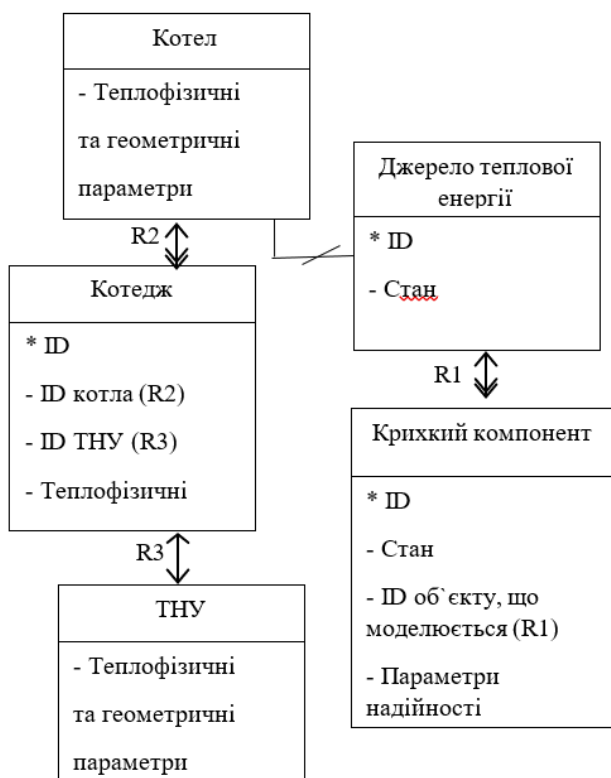 Котел
- Теплофізичні
та геометричні
параметри
Джерело теплової
енергії
* ID
- Стан
R2
Котедж
* ID
- ID котла (R2)
- ID ТНУ (R3)
- Теплофізичні
R1
Крихкий компонент
* ID
- Стан
- ID об`єкту, що
моделюється (R1)
- Параметри
надійності
R3
ТНУ
- Теплофізичні
та геометричні
параметри